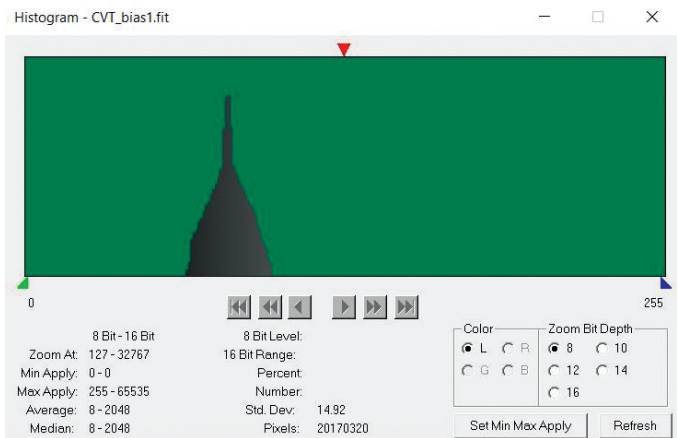 Histogram - CVT_bias1.fit
0 255
8 Bit - 16 Bit 8 Bit Level:
Zoom At: 127 - 32767 16 Bit Range:
Min Apply: 0 - 0 Percent
Max Apply: 255 - 65535 Number:
Average: 8 - 2048 Std. Dev: 14.92
Median: 8 - 2048 Pixels: 20170320
Color
L R
G B
Zoom Bit Depth
8 10
12 14
16
Set Min Max Apply Refresh